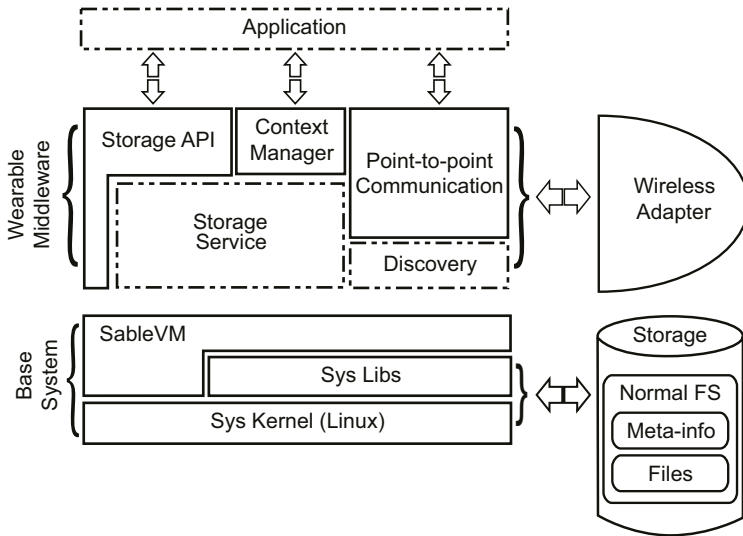 Application
Wearable
Middleware
Storage API
Context
Manager
Point-to-point
Communication
Storage
Service
Discovery
Wireless
Adapter
Base
System
SableVM
Sys Libs
Sys Kernel (Linux)
Storage
Normal FS
Meta-info
Files